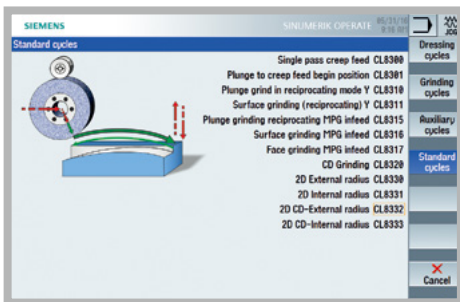 SIEMENS
SINUMERIK OPERATE
JOG
Standard cycles
Single pass creep feed CL8300
Plunge to creep feed begin position CL8301
Plunge grind in reciprocating mode Y CL8310
Surface grinding (reciprocating) Y CL8311
Plunge grinding reciprocating MPG infeed CL8315
Surface grinding MPG infeed CL8316
Face grinding MPG infeed CL8317
CD Grinding CL8320
2D External radius CL8330
2D Internal radius CL8331
2D CD-External radius CL8332
2D CD-Internal radius CL8333
Dressing
cycles
Grinding
cycles
Auxiliary
cycles
Standard
cycles
Cancel